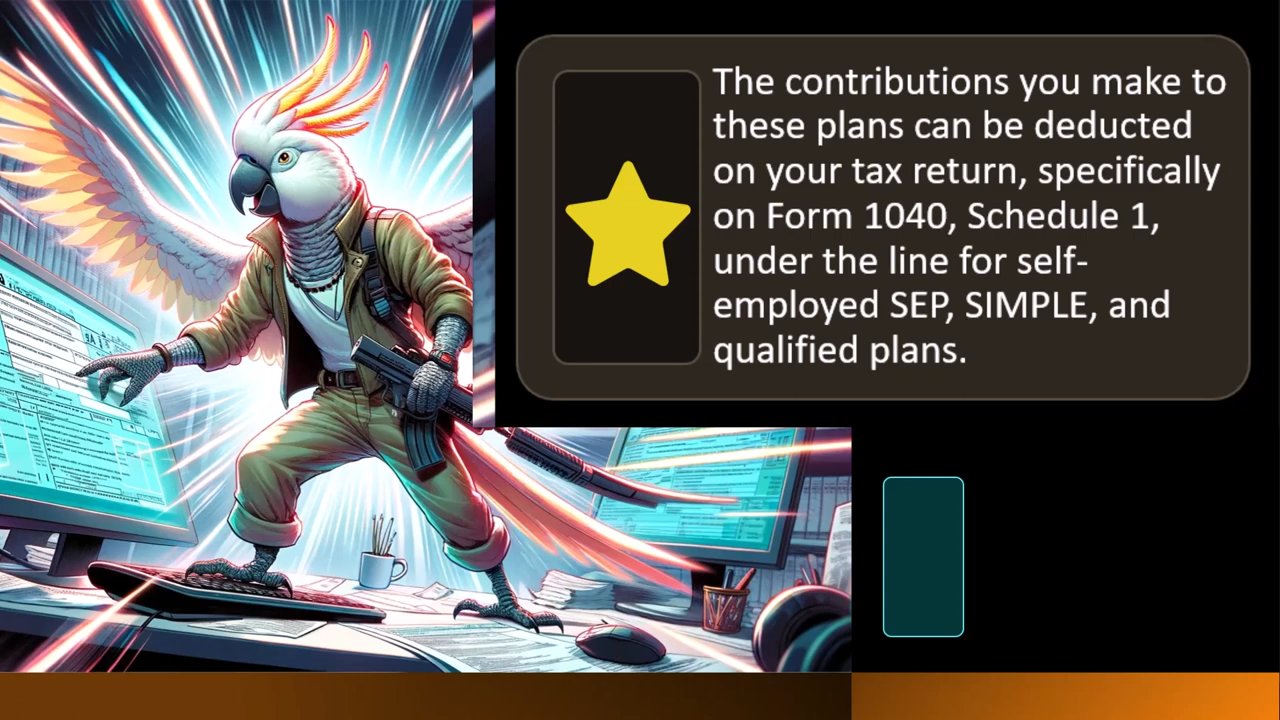 The contributions you make to
these plans can be deducted
on your tax return, specifically
on Form 1040, Schedule 1,
under the line for self-
employed SEP, SIMPLE, and
qualified plans.